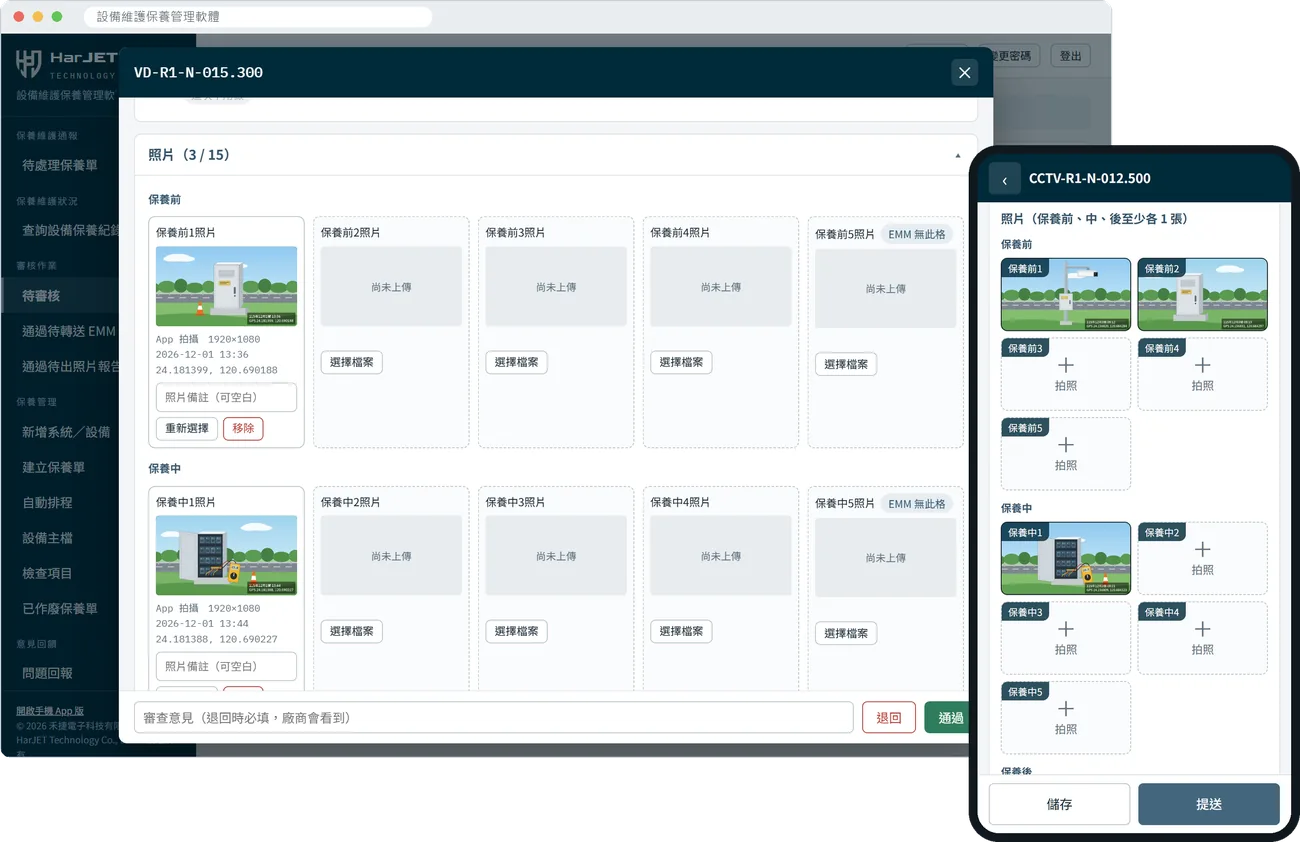 設備維護保養管理軟體
HarJET
TECHNOLOGY
設備維護保養管理軟
保養維護通報
待處理保養單
保養維護狀況
查詢設備保養紀錄
審核作業
待審核
通過待轉送 EMM
通過待出照片報告
保養管理
新增系統／設備
建立保養單
自動排程
設備主檔
檢查項目
已作廢保養單
意見回饋
問題回報
開啟手機 App 版
© 2026 禾捷電子科技有限
HarJET Technology Co.,
變更密碼
登出
VD-R1-N-015.300
照片（3 / 15）
保養前
保養前1照片
App 拍攝 1920×1080
2026-12-01 13:36
24.181399, 120.690188
照片備註（可空白）
重新選擇
移除
保養前2照片
尚未上傳
選擇檔案
保養前3照片
尚未上傳
選擇檔案
保養前4照片
尚未上傳
選擇檔案
保養前5照片
EMM 無此格
尚未上傳
選擇檔案
保養中
保養中1照片
App 拍攝 1920×1080
2026-12-01 13:44
24.181388, 120.690227
照片備註（可空白）
保養中2照片
尚未上傳
選擇檔案
保養中3照片
尚未上傳
選擇檔案
保養中4照片
尚未上傳
選擇檔案
保養中5照片
EMM 無此格
尚未上傳
選擇檔案
審查意見（退回時必填，廠商會看到）
退回
通過
CCTV-R1-N-012.500
照片（保養前、中、後至少各 1 張）
保養前
保養前1
保養前2
保養前3
拍照
保養前4
拍照
保養前5
拍照
保養中
保養中1
保養中2
拍照
保養中3
拍照
保養中4
拍照
保養中5
拍照
保養後
儲存
提送